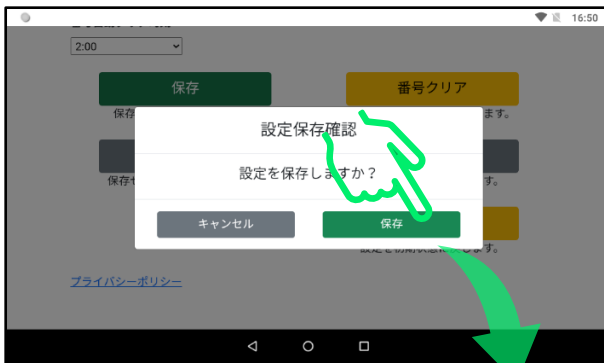 16:50
2:00
保存
番号クリア
保存
ます。
設定保存確認
設定を保存しますか？
保存
す。
キャンセル
保存
プライバシーポリシー